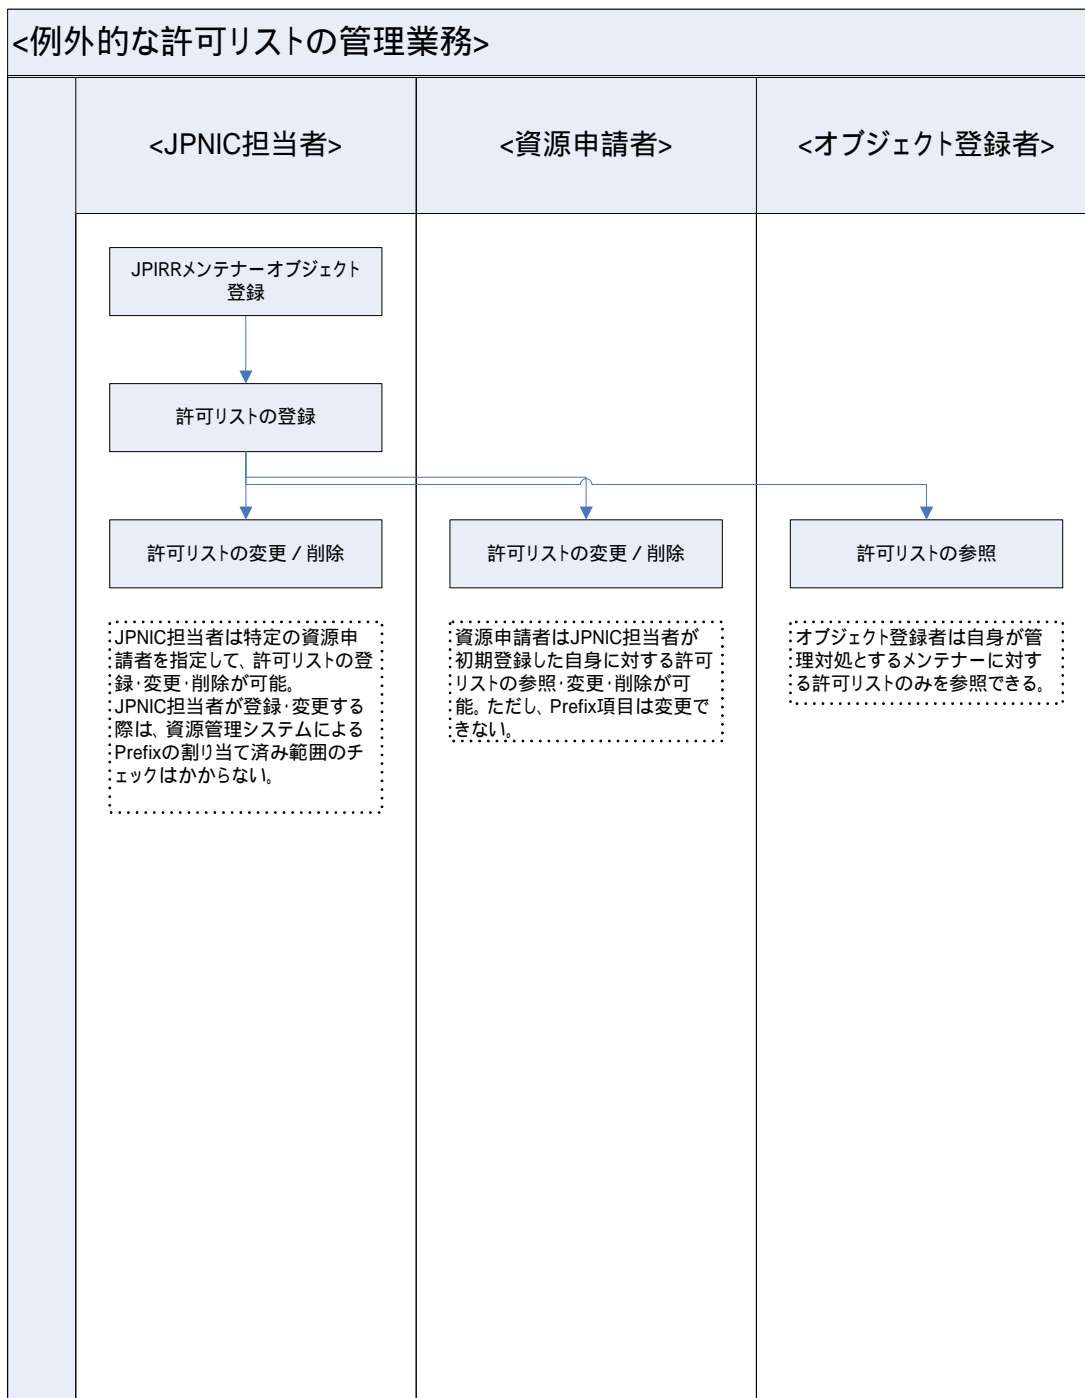 <例外的な許可リストの管理業務>
<JPNIC担当者>
<資源申請者>
<オブジェクト登録者>
JPIRRメンテナーオブジェクト
登録
許可リストの登録
許可リストの変更 / 削除
許可リストの変更 / 削除
許可リストの参照
JPNIC担当者は特定の資源申
請者を指定して、許可リストの登
録・変更・削除が可能。
JPNIC担当者が登録・変更する
際は、資源管理システムによる
Prefixの割り当て済み範囲のチ
ェックはかからない。
資源申請者はJPNIC担当者が
初期登録した自身に対する許可
リストの参照・変更・削除が可
能。ただし、Prefix項目は変更で
きない。
オブジェクト登録者は自身が管
理対処とするメンテナーに対す
る許可リストのみを参照できる。